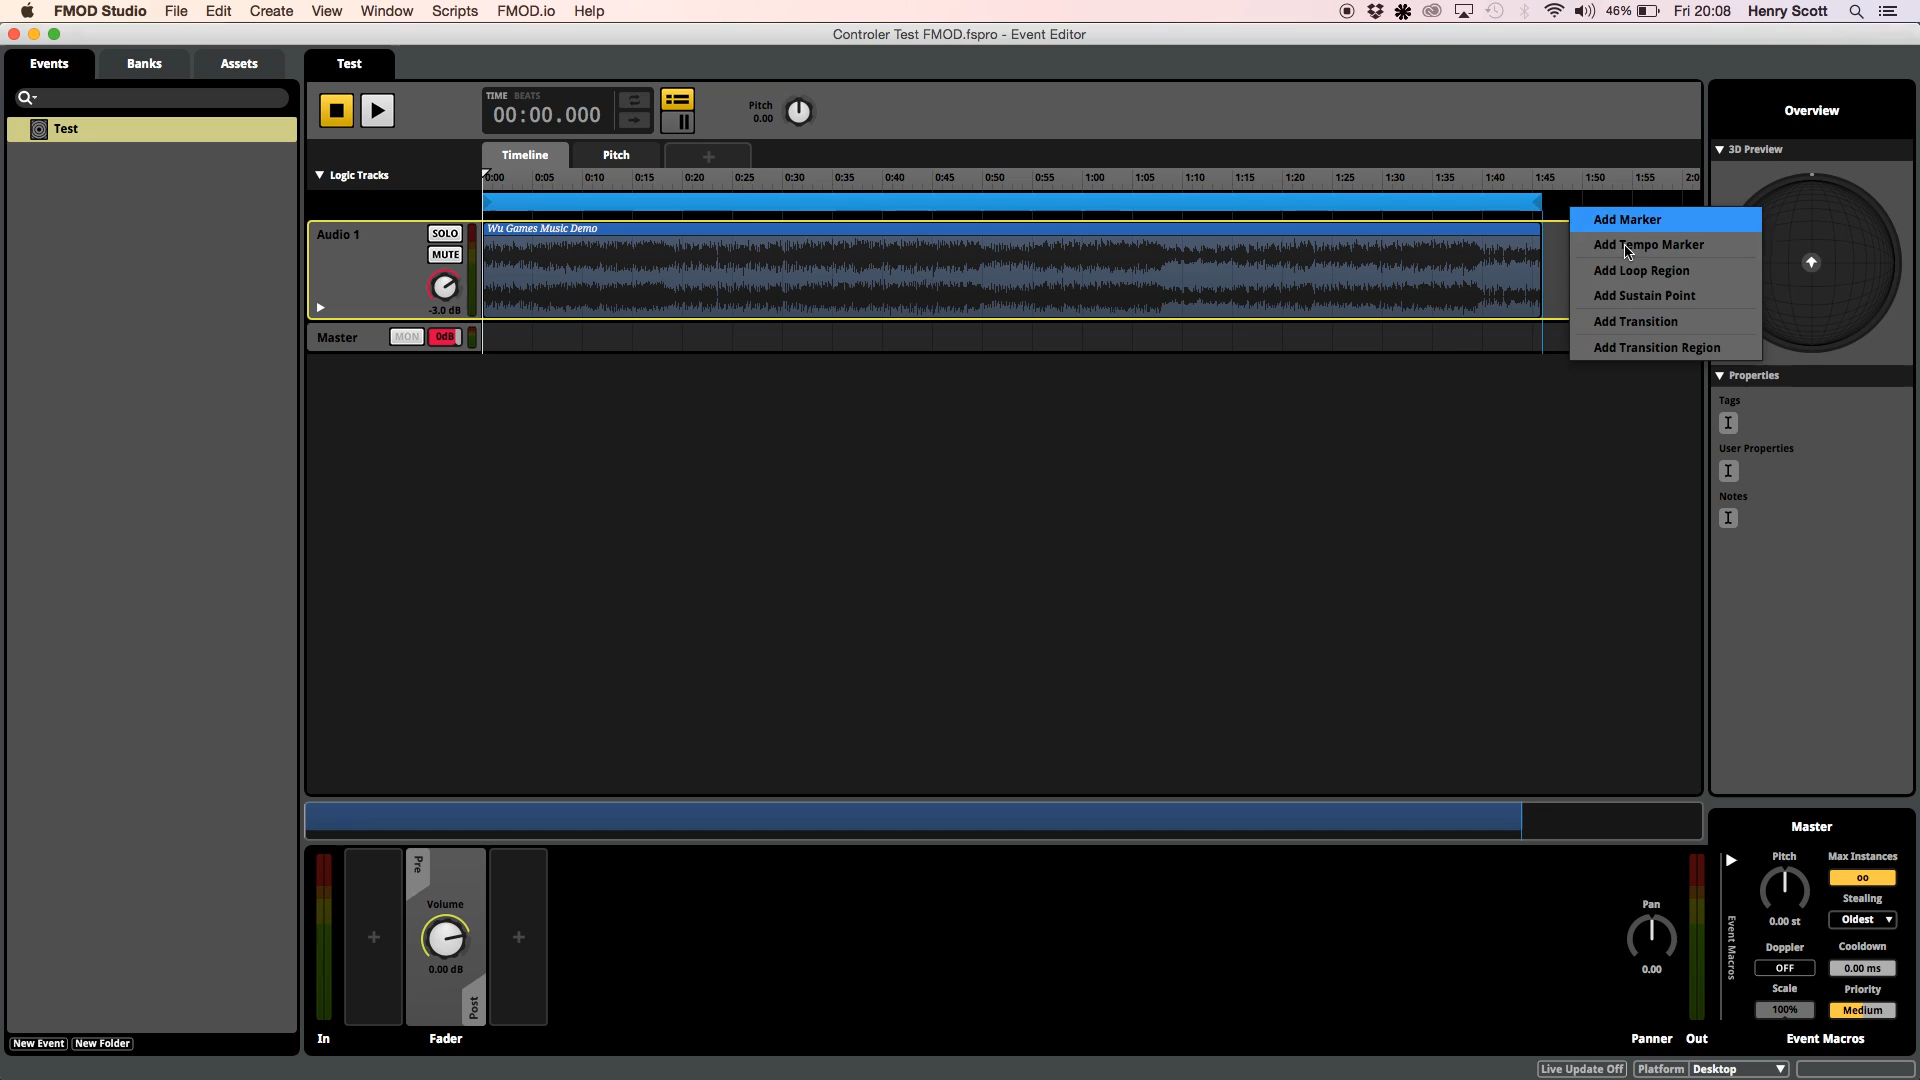 FMOD Studio File Edit Create View Window Scripts FMOD.io Help 46% Fri 20:08 Henry Scott
Controler Test FMOD.fspro - Event Editor
Events Banks Assets Test
Test
TIME BEATS
00:00.000
Pitch
0.00
Overview
Timeline Pitch +
3D Preview
Logic Tracks
0:00 0:05 0:10 0:15 0:20 0:25 0:30 0:35 0:40 0:45 0:50 0:55 1:00 1:05 1:10 1:15 1:20 1:25 1:30 1:35 1:40 1:45 1:50 1:55 2:0
Audio 1 SOLO
MUTE
-3.0 dB
Wu Games Music Demo
Master MON 0dB
Add Marker
Add Tempo Marker
Add Loop Region
Add Sustain Point
Add Transition
Add Transition Region
Properties
Tags
User Properties
Notes
Pre
Volume
0.00 dB
Post
+
+
Pan
0.00
Event Macros
Master
Pitch Max Instances
oo
Stealing
0.00 st Oldest
Doppler Cooldown
OFF 0.00 ms
Scale Priority
100% Medium
In Fader Panner Out Event Macros
New Event New Folder
Live Update Off Platform Desktop